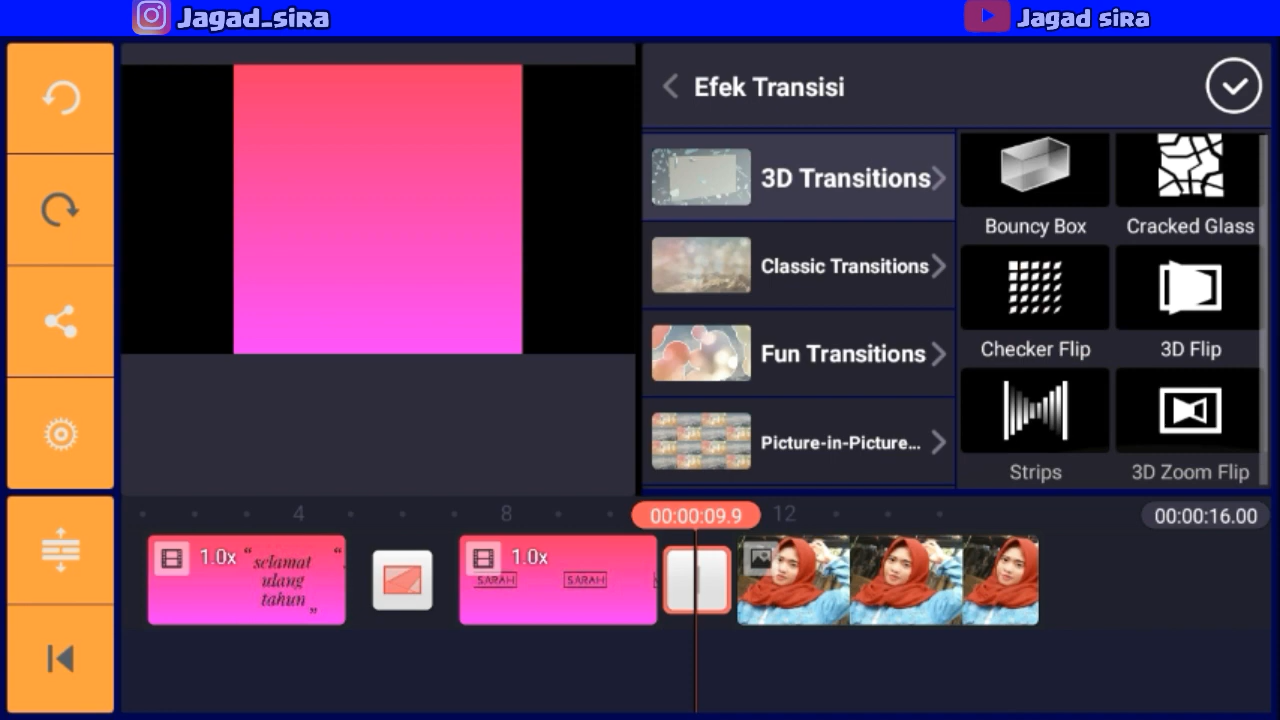 Jagad_siRa
Jagad siRa
Efek Transisi
3D Transitions
Classic Transitions
Fun Transitions
Picture-in-Picture...
Bouncy Box
Cracked Glass
Checker Flip
3D Flip
Strips
3D Zoom Flip
4
8
00:00:09.9
12
00:00:16.00
1.0x
“ selamat “
ulang
tahun
”
1.0x
SARAH
SARAH